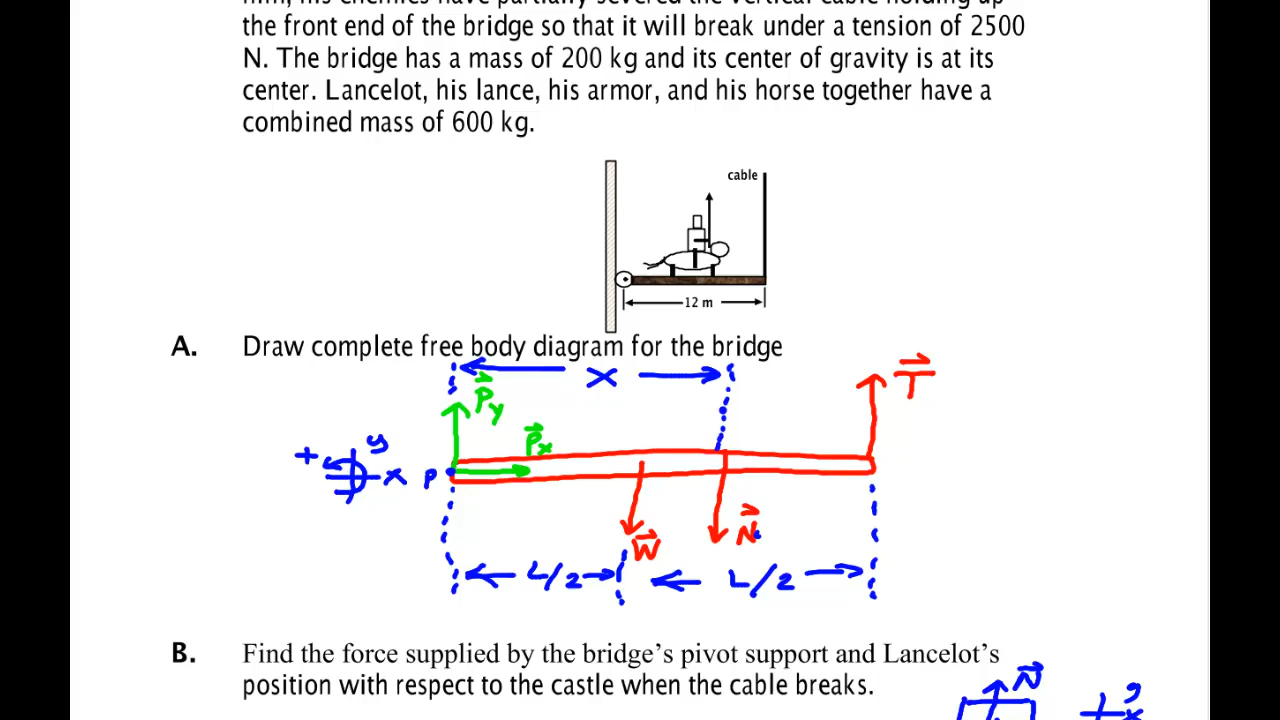 him, his enemies have partially severed the vertical cable holding up
the front end of the bridge so that it will break under a tension of 2500
N. The bridge has a mass of 200 kg and its center of gravity is at its
center. Lancelot, his lance, his armor, and his horse together have a
combined mass of 600 kg.
cable
12 m
A. Draw complete free body diagram for the bridge
x
T
Py
Px
+ y
x P
W
N
L/2 L/2
B. Find the force supplied by the bridge’s pivot support and Lancelot’s
position with respect to the castle when the cable breaks.
N
y
x